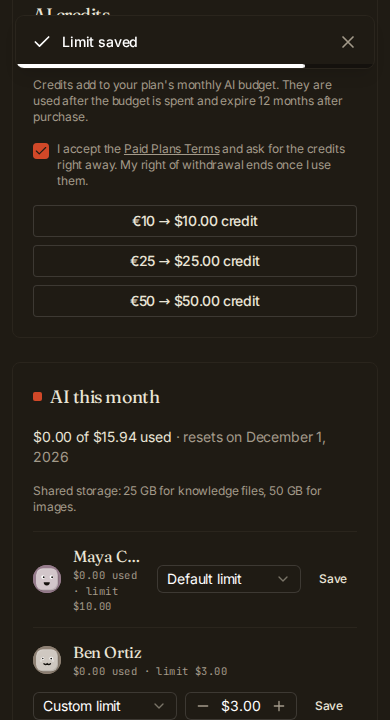 AI credits
Limit saved
Credits add to your plan's monthly AI budget. They are
used after the budget is spent and expire 12 months after
purchase.
I accept the Paid Plans Terms and ask for the credits
right away. My right of withdrawal ends once I use
them.
€10 → $10.00 credit
€25 → $25.00 credit
€50 → $50.00 credit
AI this month
$0.00 of $15.94 used · resets on December 1,
2026
Shared storage: 25 GB for knowledge files, 50 GB for
images.
Maya C...
$0.00 used
· limit
$10.00
Default limit
Save
Ben Ortiz
$0.00 used · limit $3.00
Custom limit
− $3.00 +
Save